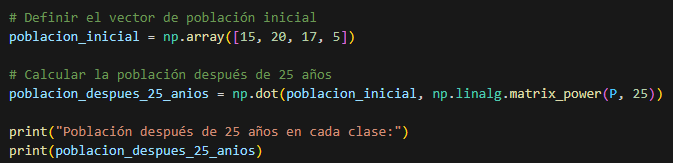 # Definir el vector de población inicial
poblacion_inicial = np.array([15, 20, 17, 5])
# Calcular la población después de 25 años
poblacion_despues_25_anios = np.dot(poblacion_inicial, np.linalg.matrix_power(P, 25))
print("Población después de 25 años en cada clase:")
print(poblacion_despues_25_anios)